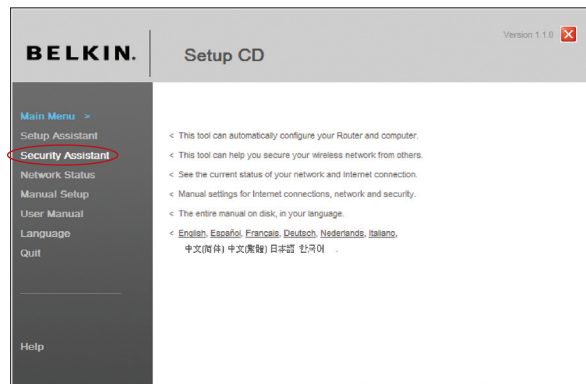 Version 1.1.0
BELKIN.
Setup CD
Main Menu >
Setup Assistant
< This tool can automatically configure your Router and computer.
Security Assistant
< This tool can help you secure your wireless network from others.
Network Status
< See the current status of your network and Internet connection.
Manual Setup
< Manual settings for Internet connections, network and security.
User Manual
< The entire manual on disk, in your language.
Language
< English, Español, Francais, Deutsch, Nederlands, Italiano,
中文(简体) 中文(繁體) 日本語 한국어 .
Quit
Help